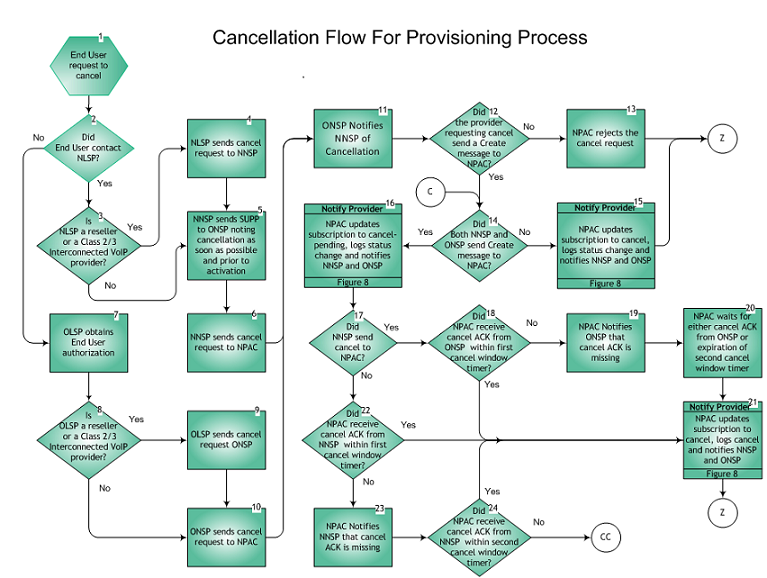 Cancellation Flow For Provisioning Process
1
End User
request to
cancel
2
Did
End User contact
NLSP?
No
Yes
3
Is
NLSP a reseller
or a Class 2/3
Interconnected VoIP
provider?
Yes
No
4
NLSP sends cancel
request to NNSP
5
NNSP sends SUPP
to ONSP noting
cancellation as
soon as possible
and prior to
activation
6
NNSP sends cancel
request to NPAC
7
OLSP obtains
End User
authorization
8
Is
OLSP a reseller
or a Class 2/3
Interconnected VoIP
provider?
Yes
No
9
OLSP sends cancel
request ONSP
10
ONSP sends cancel
request to NPAC
11
ONSP Notifies
NNSP of
Cancellation
12
Did
the provider
requesting cancel
send a Create
message to
NPAC?
No
Yes
13
NPAC rejects the
cancel request
Z
C
14
Did
Both NNSP and
ONSP send Create
message to
NPAC?
Yes
No
15
Notify Provider
NPAC updates
subscription to cancel,
logs status change and
notifies NNSP and ONSP
Figure 8
16
Notify Provider
NPAC updates
subscription to cancel-
pending, logs status
change and notifies
NNSP and ONSP
Figure 8
17
Did
NNSP send
cancel to
NPAC?
Yes
No
18
Did
NPAC receive
cancel ACK from
ONSP within first
cancel window
timer?
No
Yes
19
NPAC Notifies
ONSP that
cancel ACK is
missing
20
NPAC waits for
either cancel ACK
from ONSP or
expiration of
second cancel
window timer
21
Notify Provider
NPAC updates
subscription to
cancel, logs cancel
and notifies NNSP
and ONSP
Figure 8
Z
22
Did
NPAC receive
cancel ACK from
NNSP within first
cancel window
timer?
Yes
No
23
NPAC Notifies
NNSP that cancel
ACK is missing
24
Did
NPAC receive
cancel ACK from
NNSP within second
cancel window
timer?
Yes
No
CC